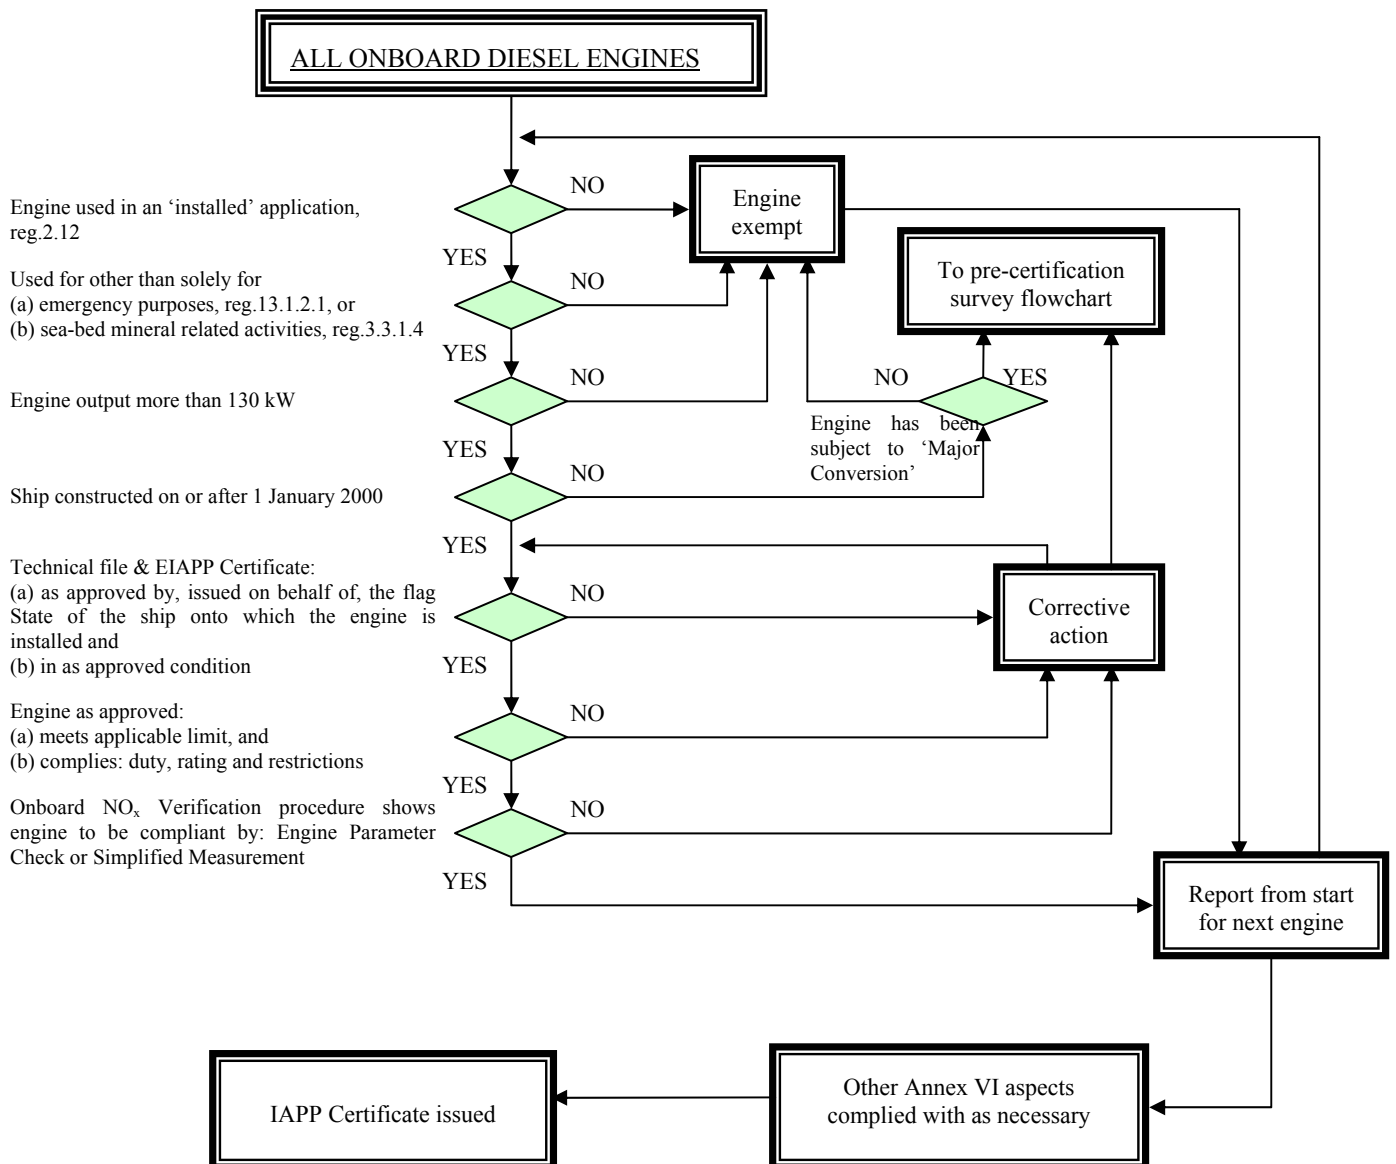 ALL ONBOARD DIESEL ENGINES
Engine used in an ‘installed’ application,
reg.2.12
NO
YES
Engine
exempt
Used for other than solely for
(a) emergency purposes, reg.13.1.2.1, or
(b) sea-bed mineral related activities, reg.3.3.1.4
NO
YES
To pre-certification
survey flowchart
Engine output more than 130 kW
NO
YES
NO
YES
Engine has been
subject to ‘Major
Conversion’
Ship constructed on or after 1 January 2000
NO
YES
Technical file & EIAPP Certificate:
(a) as approved by, issued on behalf of, the flag
State of the ship onto which the engine is
installed and
(b) in as approved condition
NO
YES
Corrective
action
Engine as approved:
(a) meets applicable limit, and
(b) complies: duty, rating and restrictions
NO
YES
Onboard NOx Verification procedure shows
engine to be compliant by: Engine Parameter
Check or Simplified Measurement
NO
YES
Report from start
for next engine
Other Annex VI aspects
complied with as necessary
IAPP Certificate issued